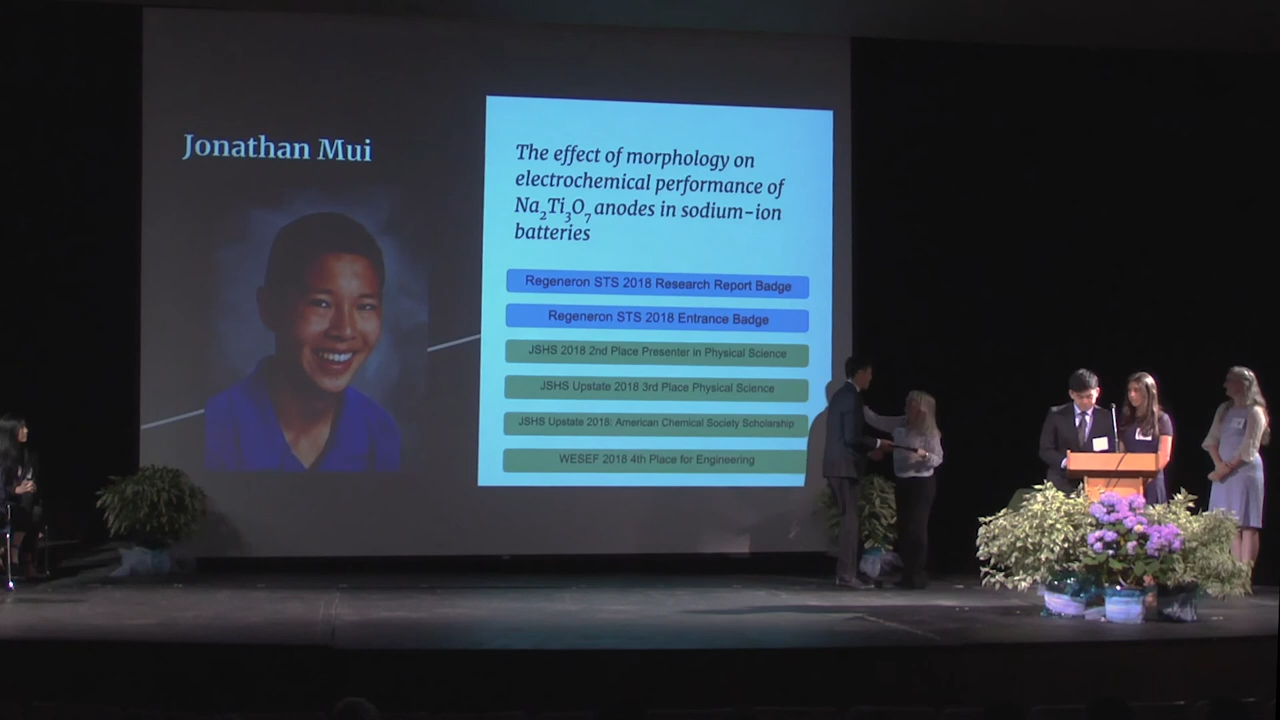 Jonathan Mui
The effect of morphology on
electrochemical performance of
Na₂Ti₃O₇ anodes in sodium-ion
batteries
Regeneron STS 2018 Research Report Badge
Regeneron STS 2018 Entrance Badge
JSHS 2018 2nd Place Presenter in Physical Science
JSHS Upstate 2018 3rd Place Physical Science
JSHS Upstate 2018: American Chemical Society Scholarship
WESEF 2018 4th Place for Engineering